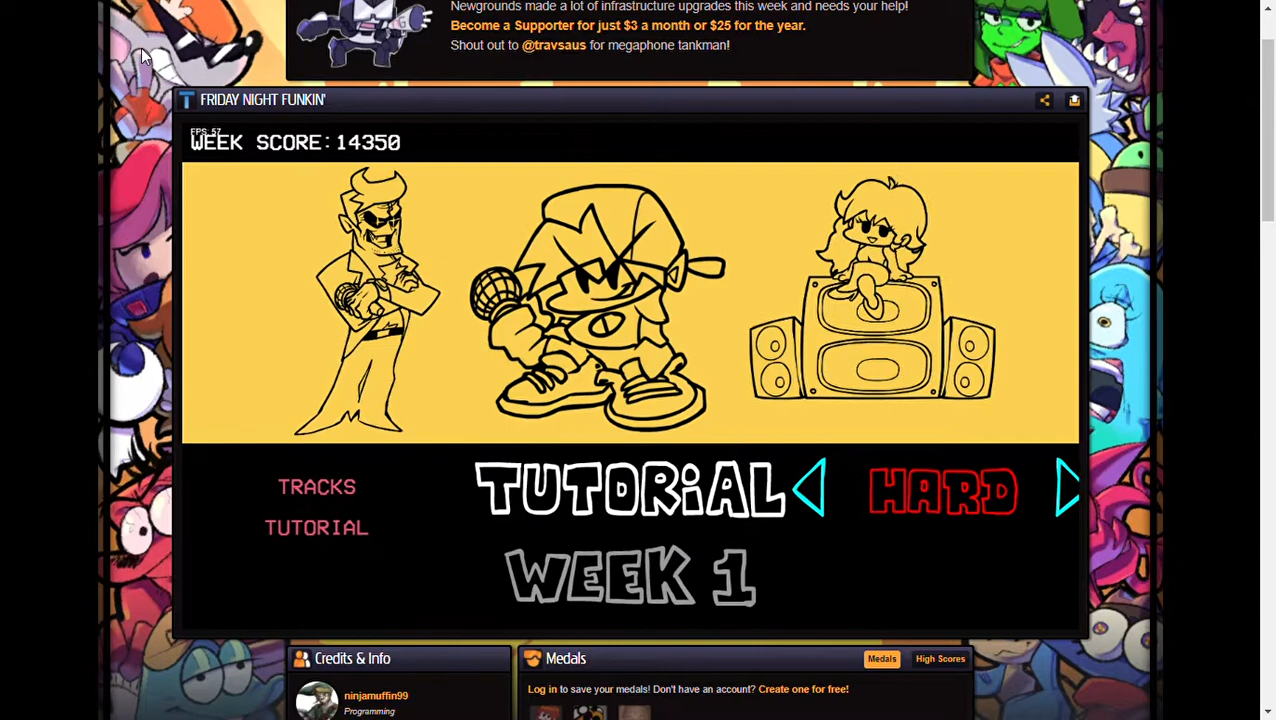 Newgrounds made a lot of infrastructure upgrades this week and needs your help!
Become a Supporter for just $3 a month or $25 for the year.
Shout out to @travsaus for megaphone tankman!
FRIDAY NIGHT FUNKIN'
FPS: 57
WEEK SCORE:14350
TRACKS
TUTORIAL
TUTORiAL
HARD
WEEK 1
Credits & Info
ninjamuffin99
Programming
Medals
Medals
High Scores
Log in to save your medals! Don't have an account? Create one for free!